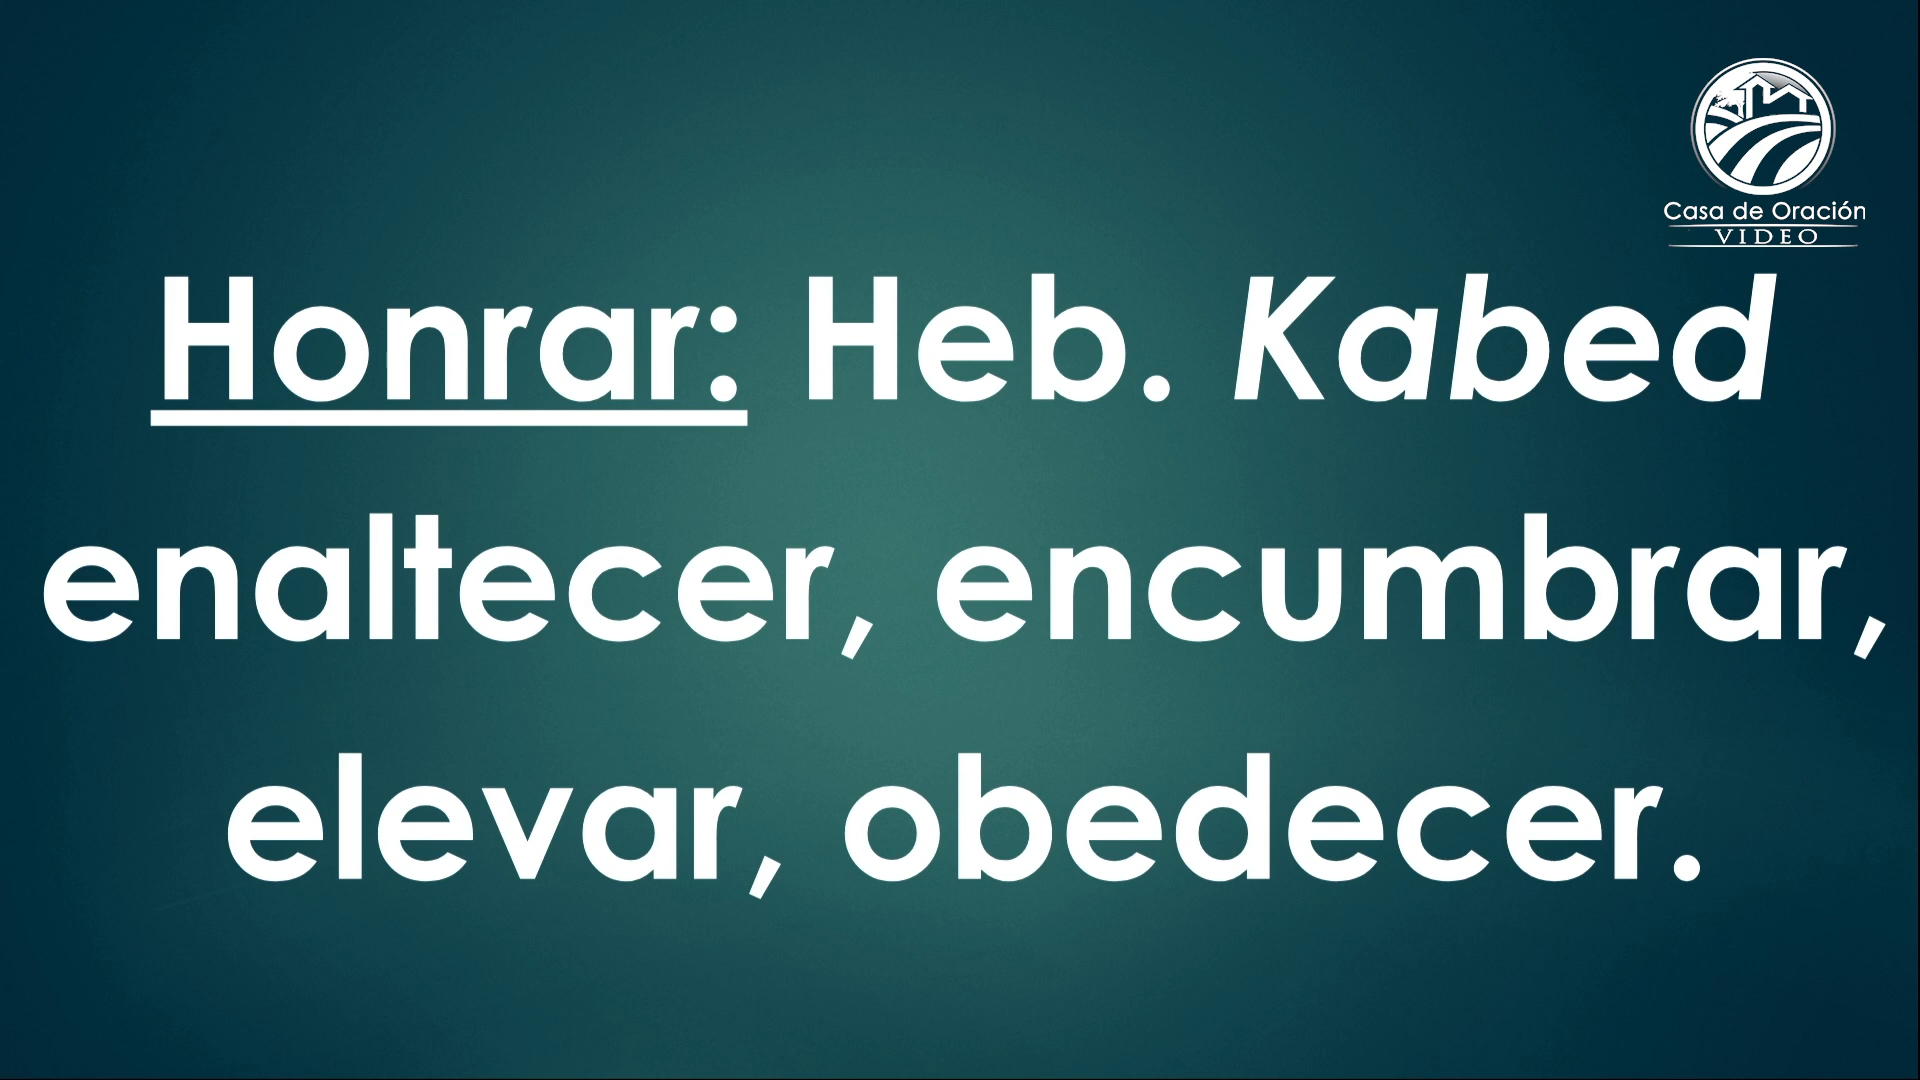 Casa de Oración
VIDEO
Honrar: Heb. Kabed
enaltecer, encumbrar,
elevar, obedecer.